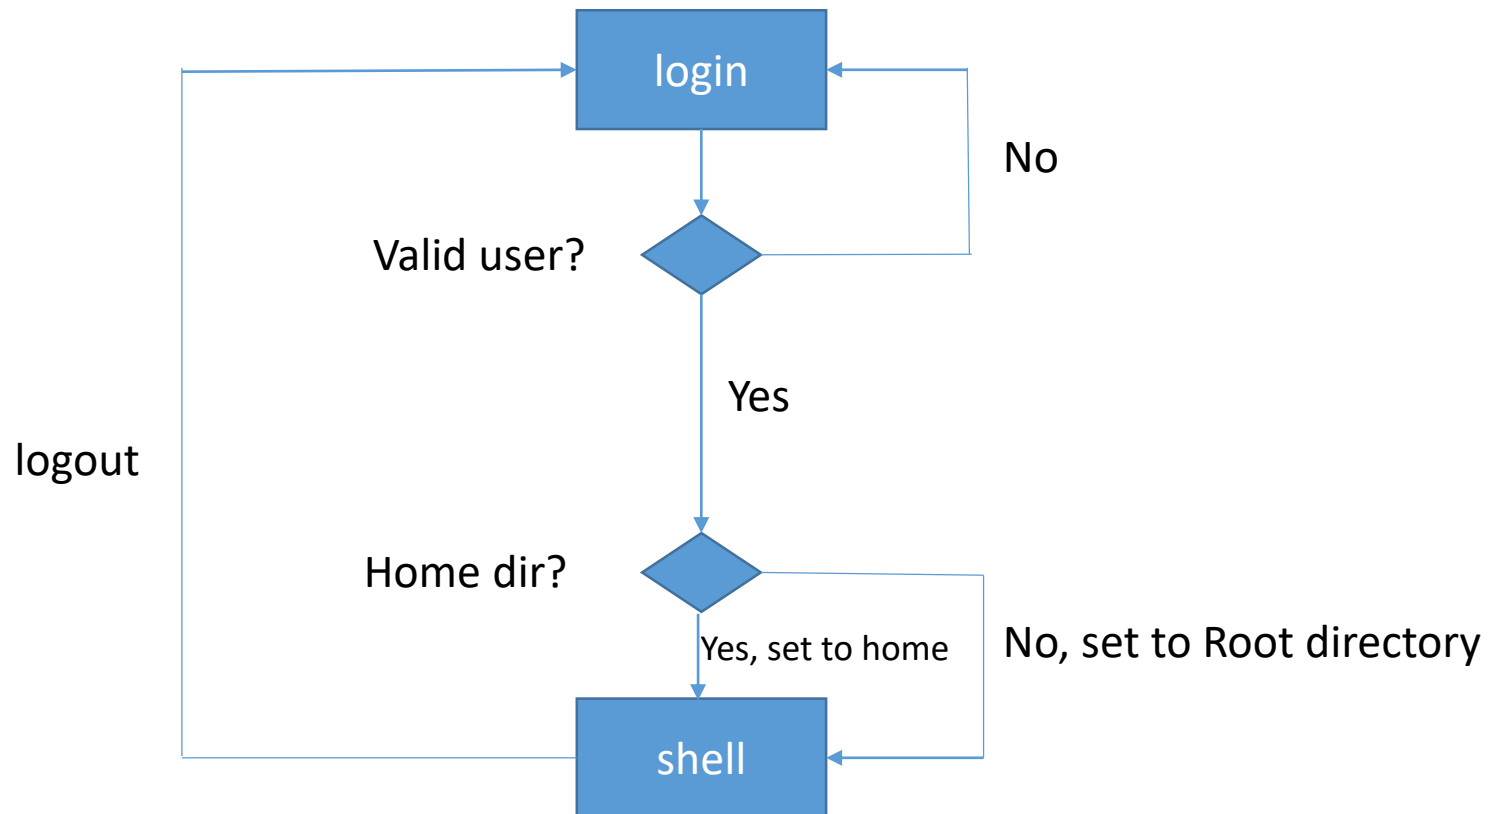 login
No
Valid user?
Yes
logout
Home dir?
Yes, set to home
No, set to Root directory
shell